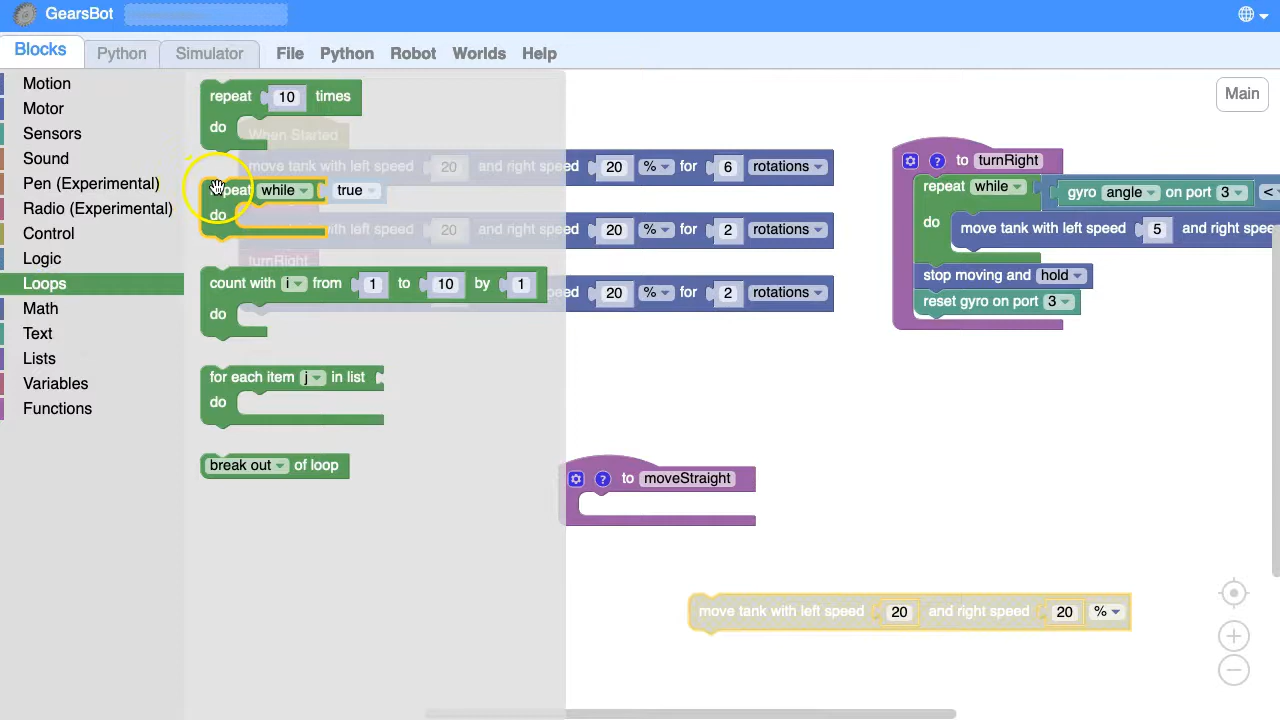 GearsBot
Blocks Python Simulator File Python Robot Worlds Help
Motion
Motor
Sensors
Sound
Pen (Experimental)
Radio (Experimental)
Control
Logic
Loops
Math
Text
Lists
Variables
Functions
repeat 10 times
do
repeat while true
do
count with i from 1 to 10 by 1
do
for each item j in list
do
break out of loop
When Started
move tank with left speed 20 and right speed 20 % for 6 rotations
move tank with left speed 20 and right speed 20 % for 2 rotations
turnRight
20 and right speed 20 % for 2 rotations
Main
? to turnRight
repeat while gyro angle on port 3 <
do move tank with left speed 5 and right spee
stop moving and hold
reset gyro on port 3
? to moveStraight
move tank with left speed 20 and right speed 20 %